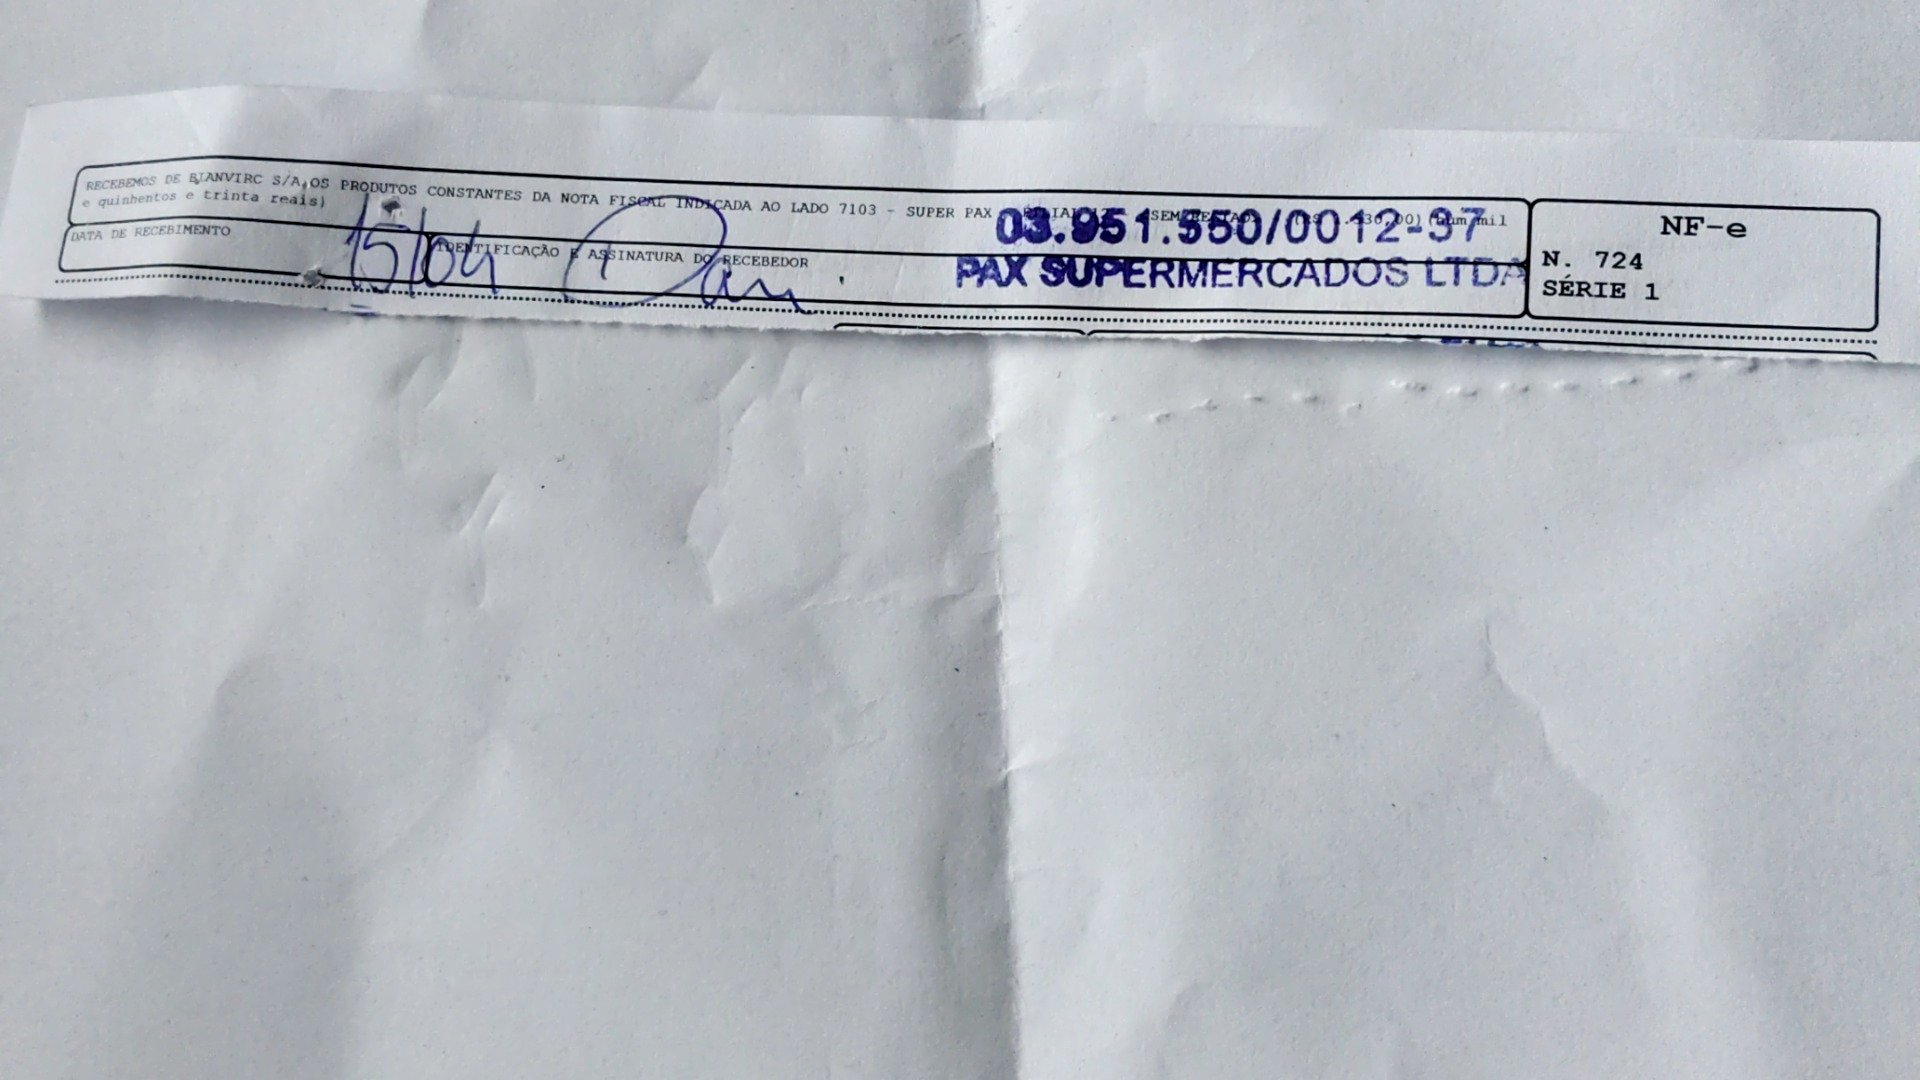 RECEBEMOS DE BIANVIRC S/A,OS PRODUTOS CONSTANTES DA NOTA FISCAL INDICADA AO LADO 7103 - SUPER PAX mil
e quinhentos e trinta reais)
03.951.550/0012-37
PAX SUPERMERCADOS LTDA
DATA DE RECEBIMENTO
15/04
IDENTIFICAÇÃO E ASSINATURA DO RECEBEDOR
NF-e
N. 724
SÉRIE 1